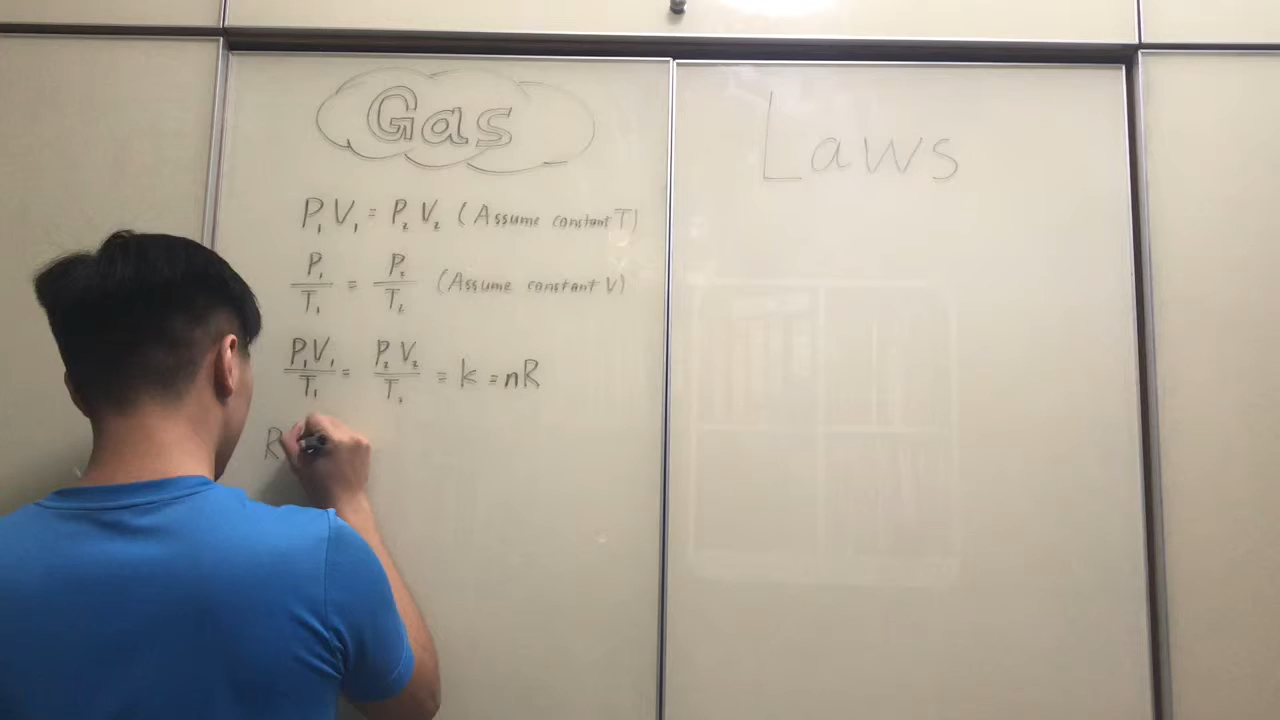 Gas
Laws
P₁V₁ = P₂V₂ (Assume constant T)
P₁/T₁ = P₂/T₂ (Assume constant V)
P₁V₁/T₁ = P₂V₂/T₂ = k = nR
R